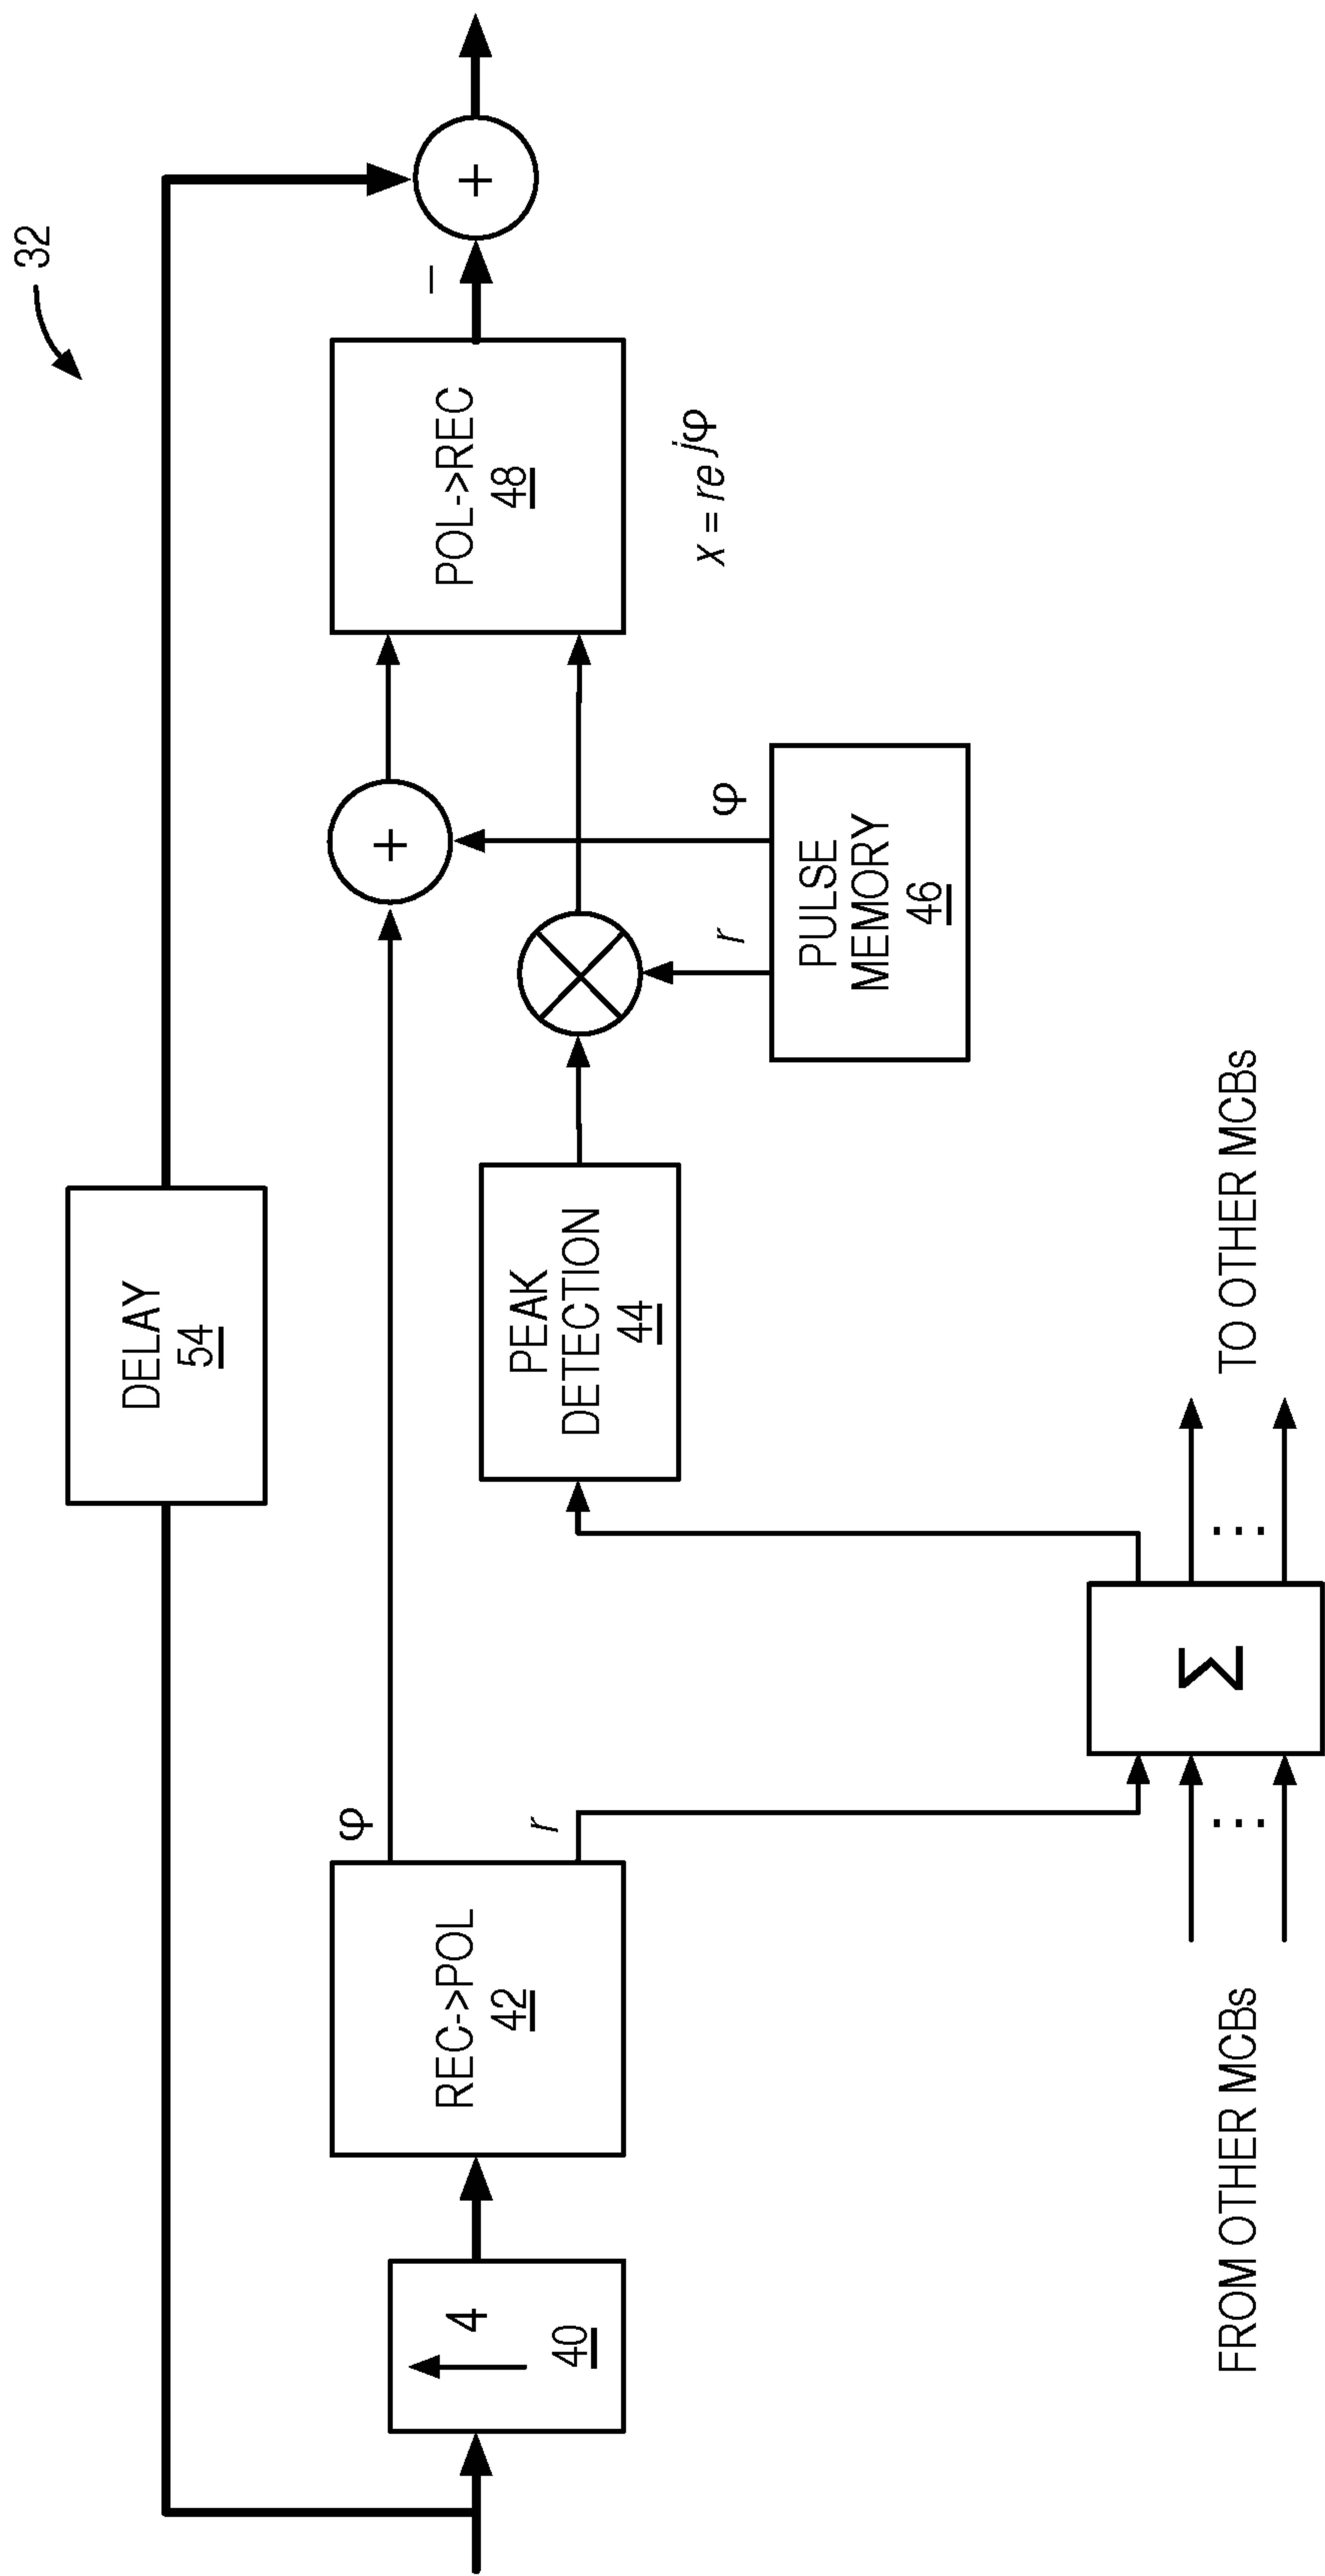 32
DELAY
54
↑ 4
40
REC->POL
42
φ
r
+
PEAK
DETECTION
44
r
φ
PULSE
MEMORY
46
POL->REC
48
x = re^jφ
–
+
FROM OTHER MCBs
...
Σ
...
TO OTHER MCBs